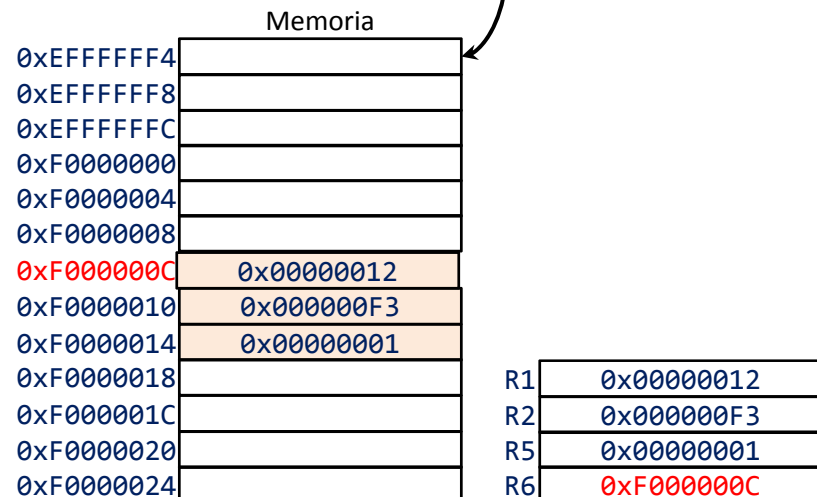 Memoria
0xEFFFFFF4
0xEFFFFFF8
0xEFFFFFFC
0xF0000000
0xF0000004
0xF0000008
0xF000000C 0x00000012
0xF0000010 0x000000F3
0xF0000014 0x00000001
0xF0000018
0xF000001C
0xF0000020
0xF0000024
R1 0x00000012
R2 0x000000F3
R5 0x00000001
R6 0xF000000C